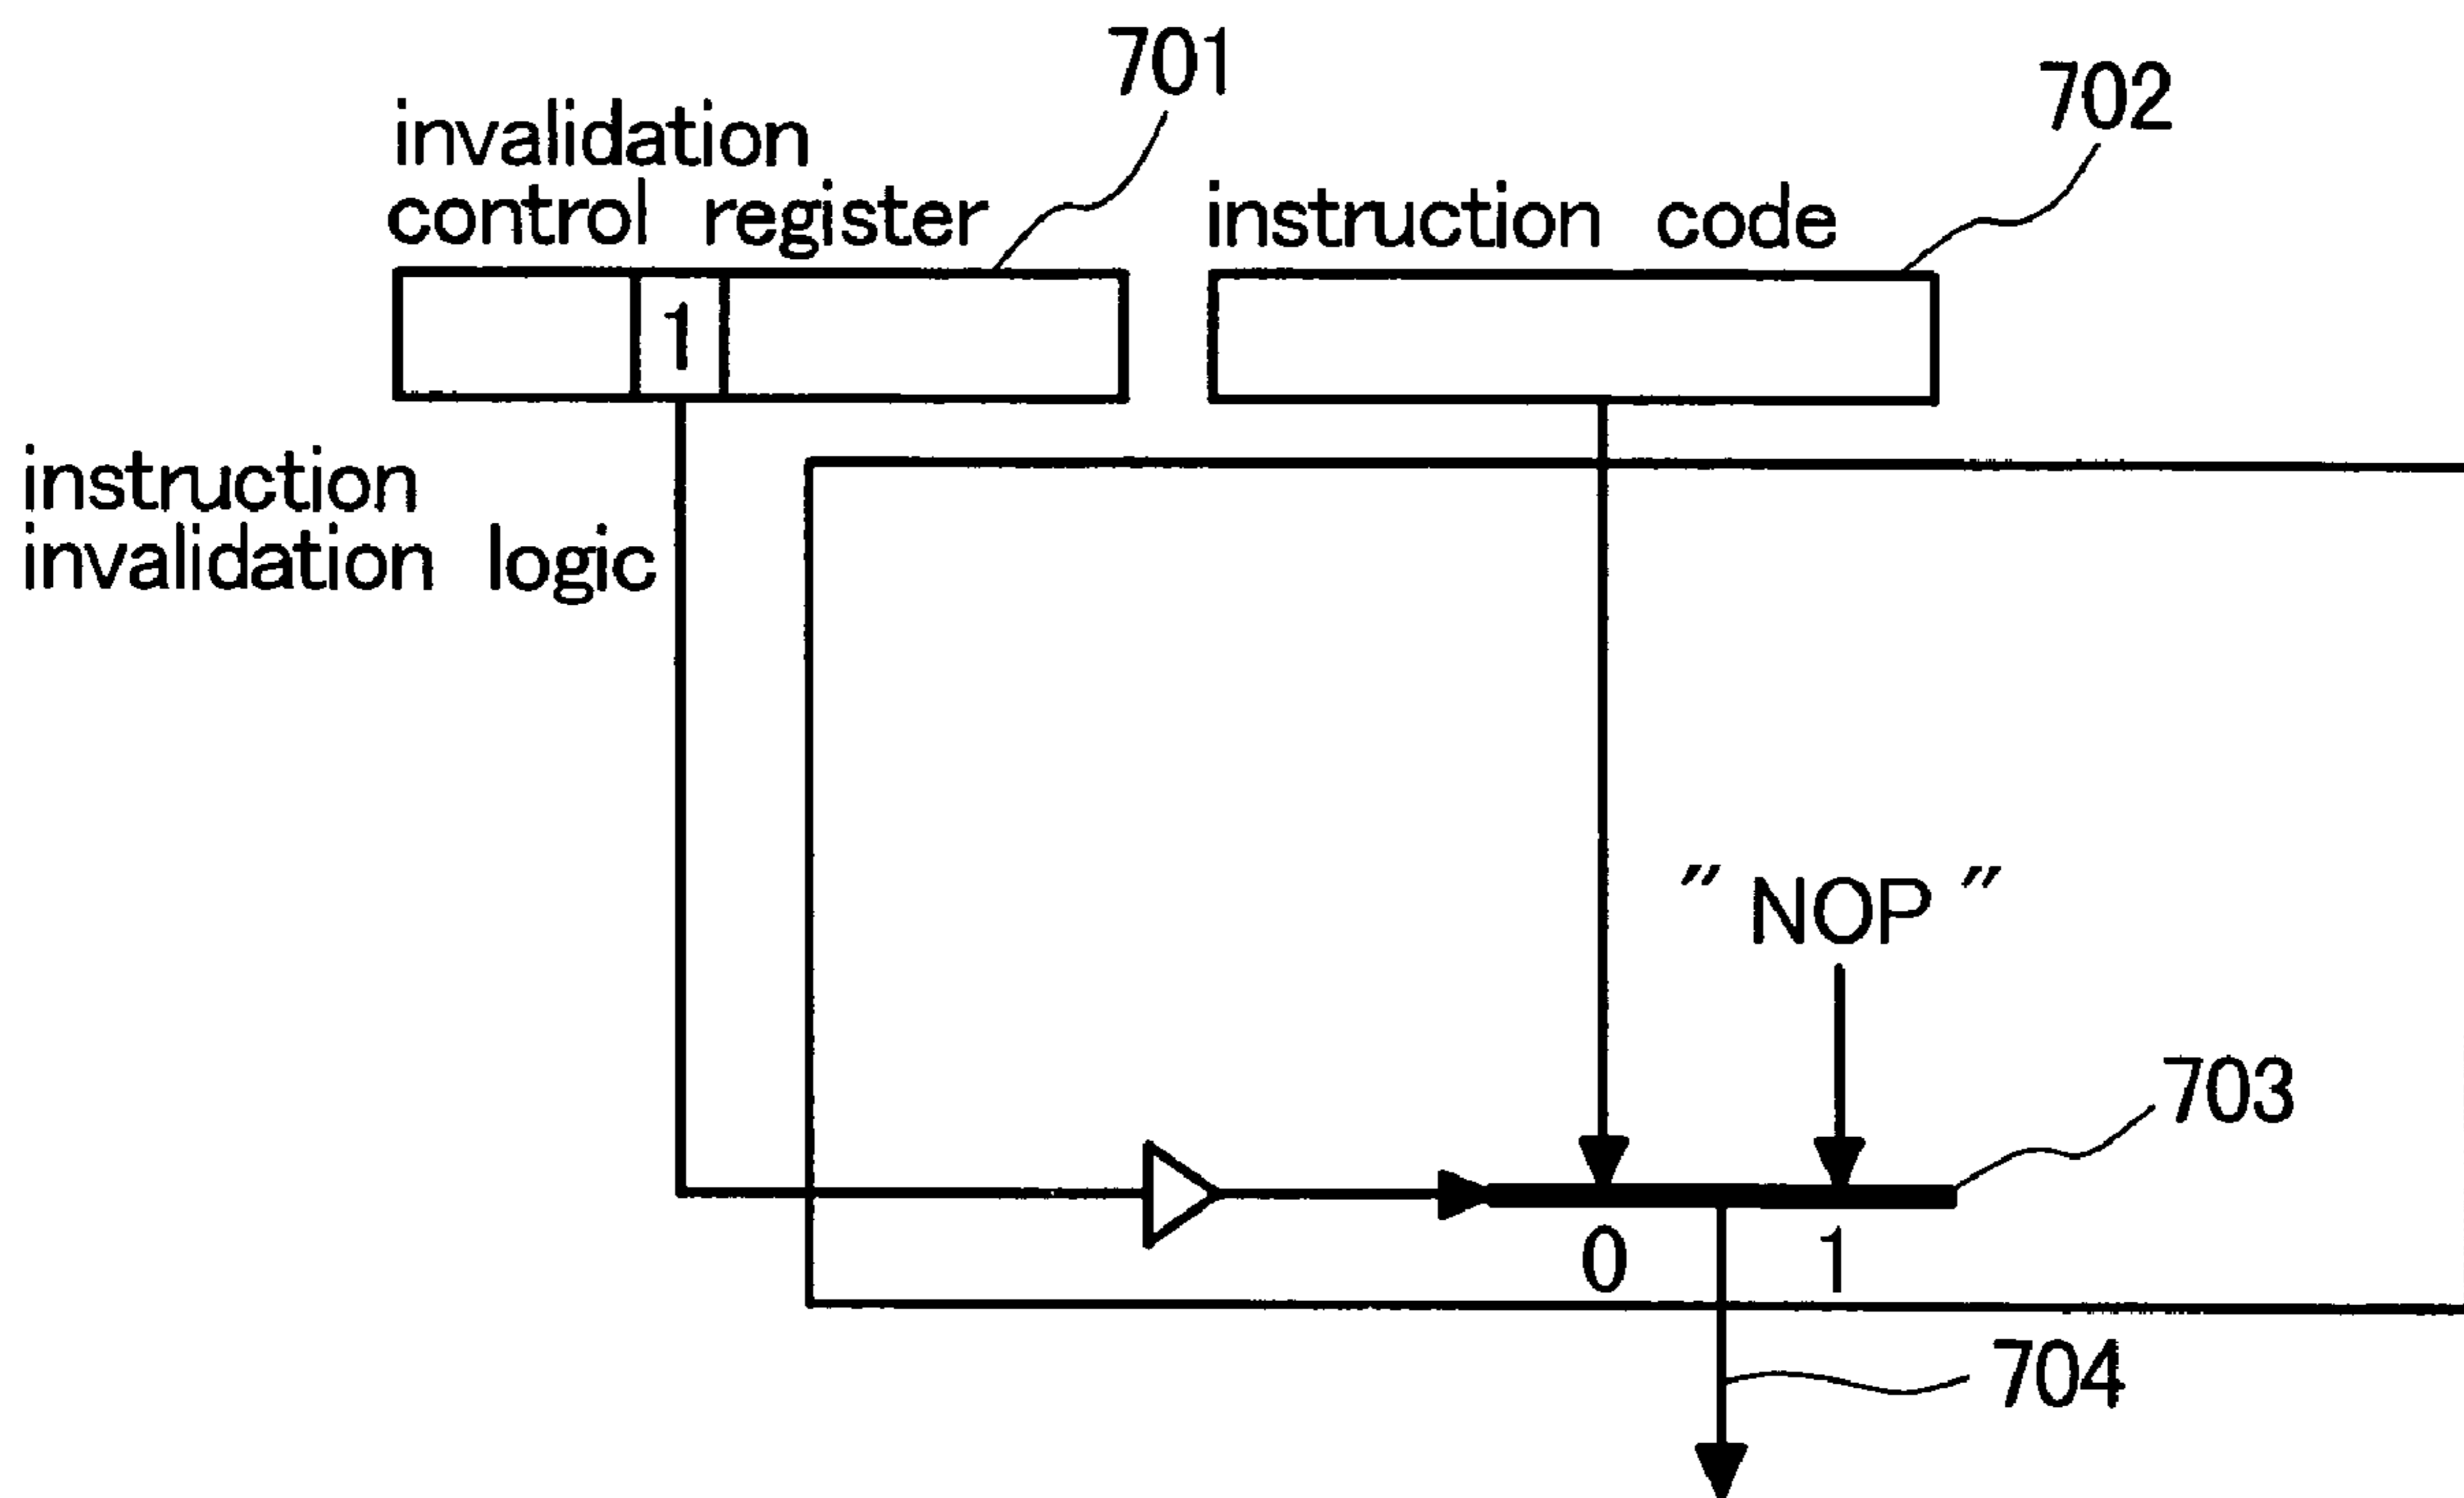 701
702
invalidation
control register
instruction code
1
instruction
invalidation logic
"NOP"
703
0 1
704